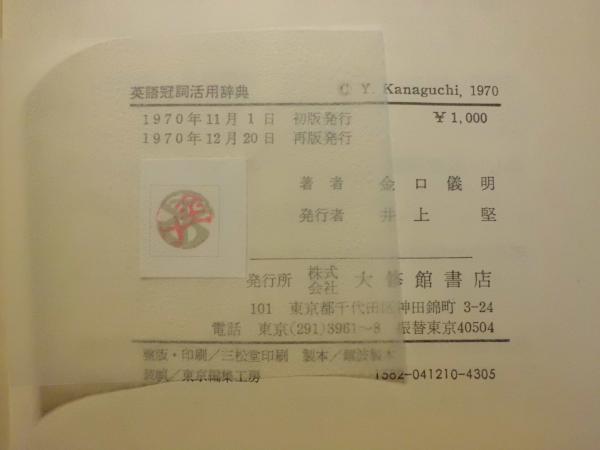 英語冠詞活用辞典 © Y. Kanaguchi, 1970
1970年11月1日 初版発行 ¥1,000
1970年12月20日 再版発行
著者 金口儀明
発行者 井上堅
発行所 株式会社 大修館書店
101 東京都千代田区神田錦町 3-24
電話 東京(291)3961~8 振替東京40504
整版・印刷/三松堂印刷 製本/難波製本
装幀/東京編集工房 1582-041210-4305